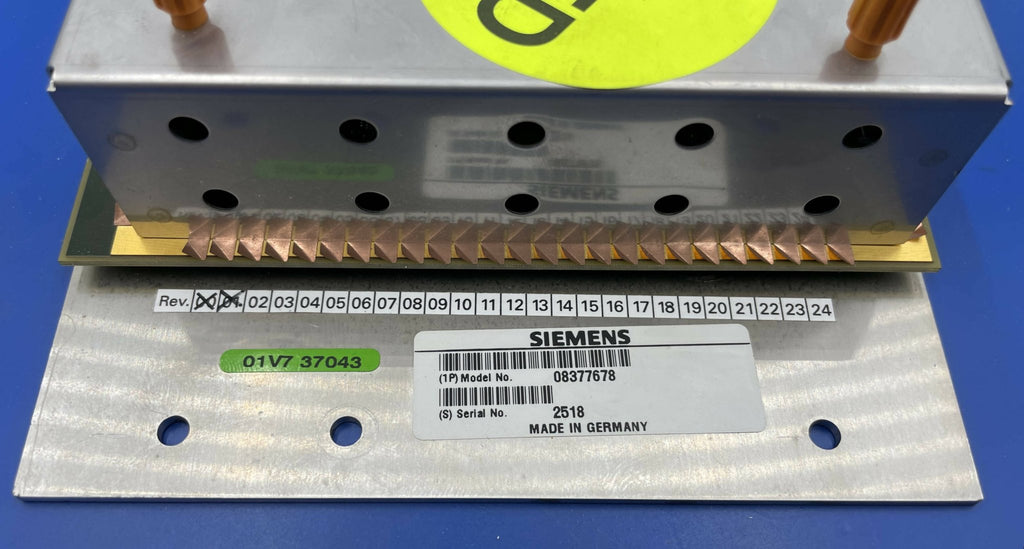 D
Rev. 00 01 02 03 04 05 06 07 08 09 10 11 12 13 14 15 16 17 18 19 20 21 22 23 24
SIEMENS
(1P) Model No. 08377678
01V7 37043
(S) Serial No. 2518
MADE IN GERMANY